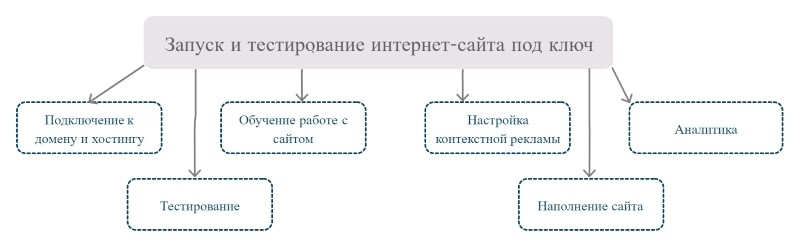 Запуск и тестирование интернет-сайта под ключ
Подключение к
домену и хостингу
Обучение работе с
сайтом
Настройка
контекстной рекламы
Аналитика
Тестирование
Наполнение сайта